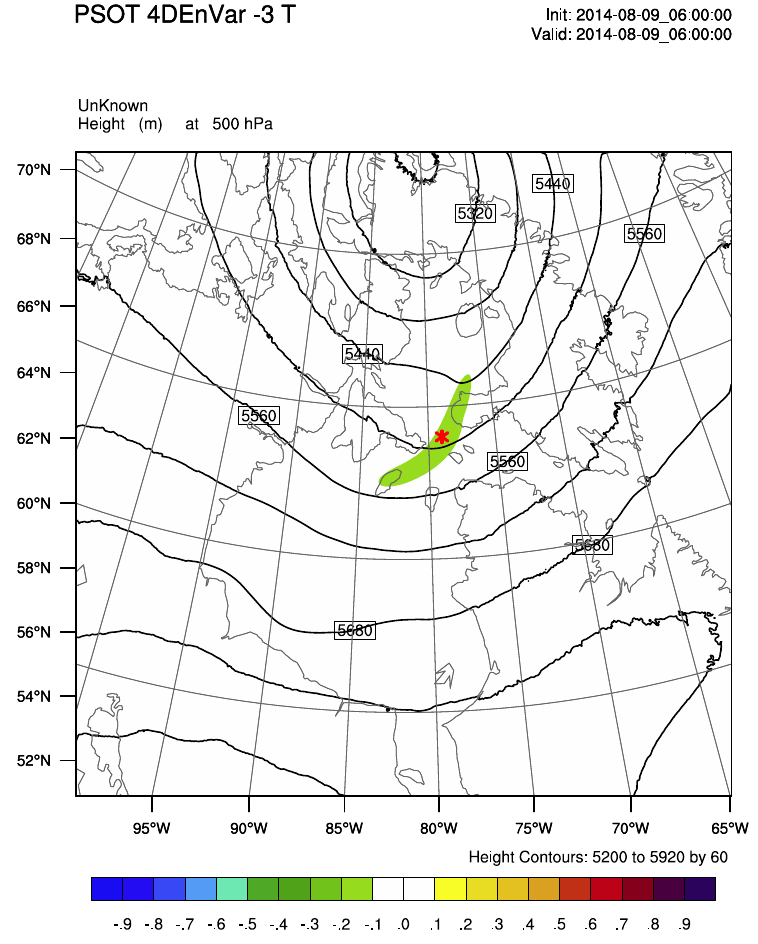 PSOT 4DEnVar -3 T
Init: 2014-08-09_06:00:00
Valid: 2014-08-09_06:00:00
UnKnown
Height (m) at 500 hPa
70°N
68°N
66°N
64°N
62°N
60°N
58°N
56°N
54°N
52°N
5440
5320
5560
5440
5560
5560
5680
5680
95°W 90°W 85°W 80°W 75°W 70°W 65°W
Height Contours: 5200 to 5920 by 60
-.9 -.8 -.7 -.6 -.5 -.4 -.3 -.2 -.1 .0 .1 .2 .3 .4 .5 .6 .7 .8 .9